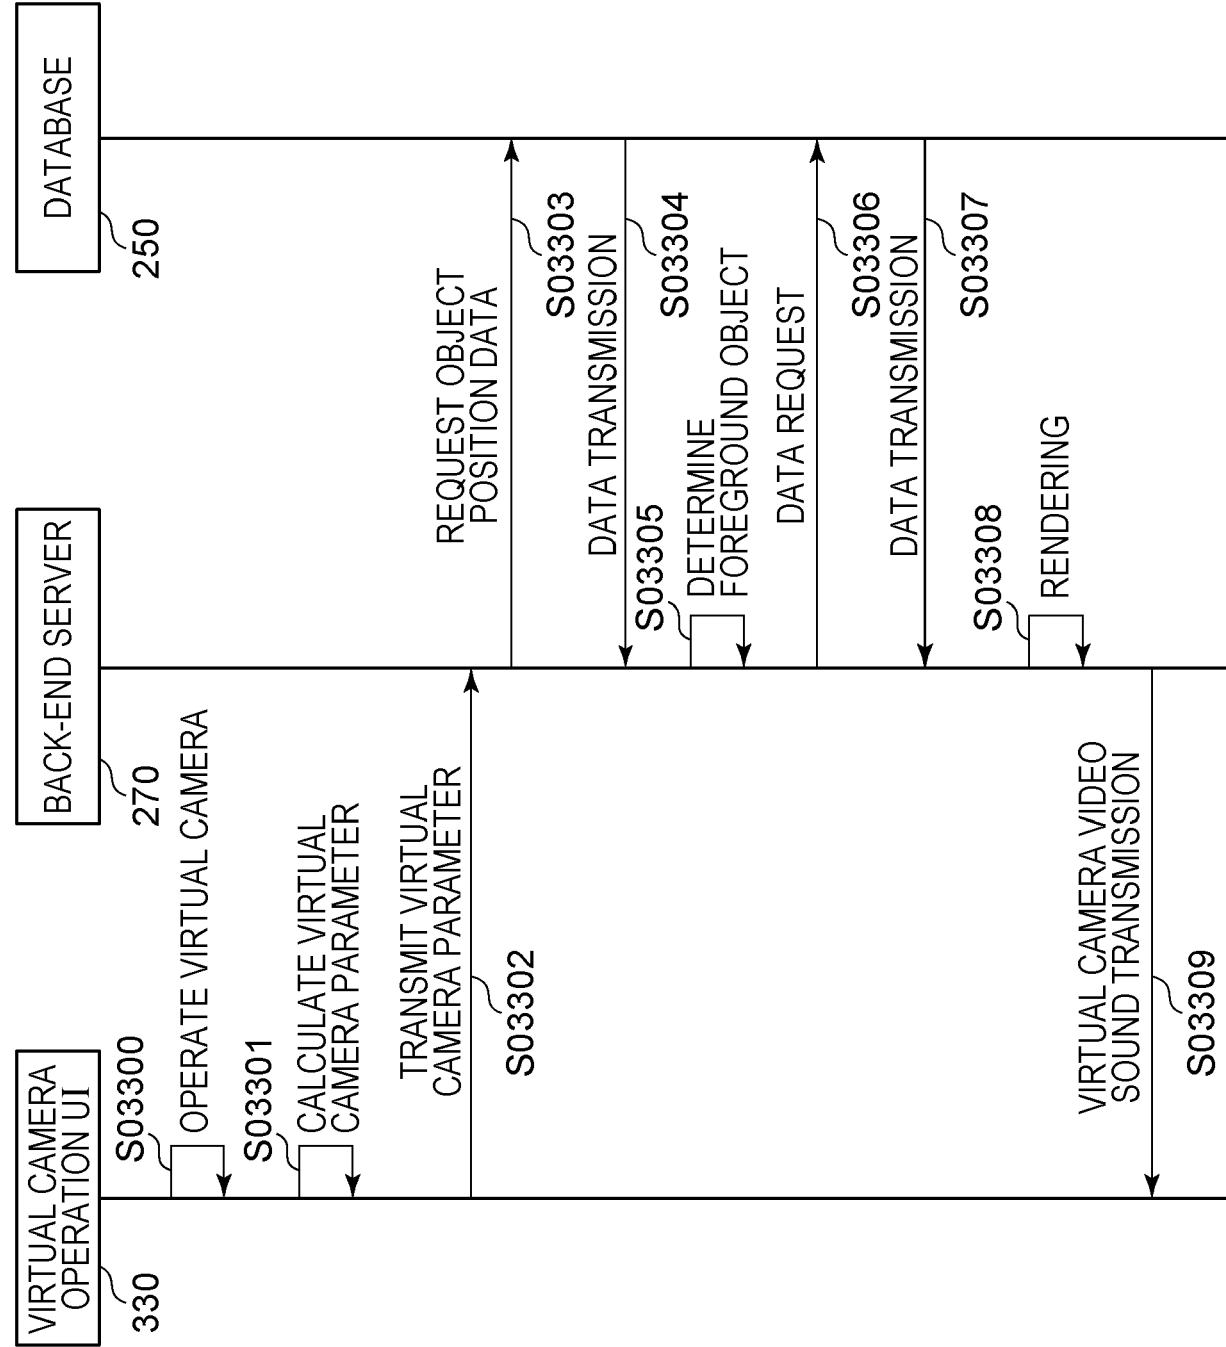 VIRTUAL CAMERA
OPERATION UI
330
BACK-END SERVER
270
DATABASE
250
S03300
OPERATE VIRTUAL CAMERA
S03301
CALCULATE VIRTUAL
CAMERA PARAMETER
TRANSMIT VIRTUAL
CAMERA PARAMETER
S03302
REQUEST OBJECT
POSITION DATA
S03303
DATA TRANSMISSION
S03304
S03305
DETERMINE
FOREGROUND OBJECT
DATA REQUEST
S03306
DATA TRANSMISSION
S03307
S03308
RENDERING
VIRTUAL CAMERA VIDEO
SOUND TRANSMISSION
S03309